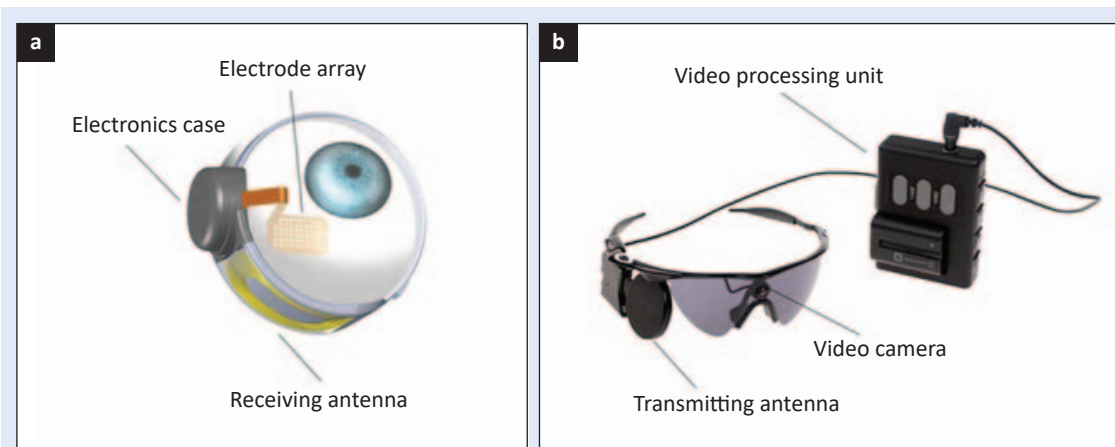 a
Electrode array
Electronics case
Receiving antenna
b
Video processing unit
Video camera
Transmitting antenna